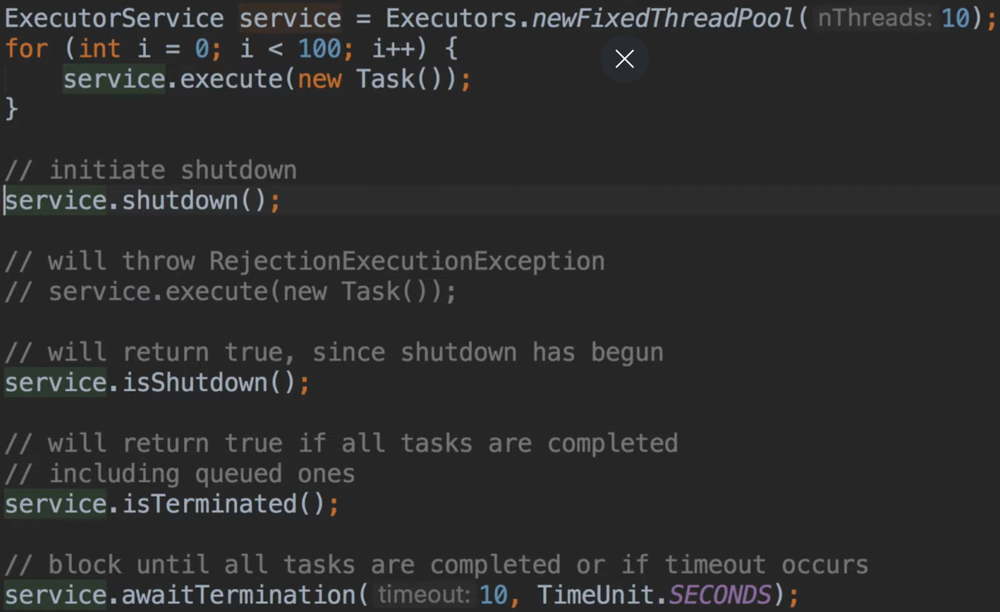 ExecutorService service = Executors.newFixedThreadPool( nThreads: 10);
for (int i = 0; i < 100; i++) {
    service.execute(new Task());
}
// initiate shutdown
service.shutdown();
// will throw RejectionExecutionException
// service.execute(new Task());
// will return true, since shutdown has begun
service.isShutdown();
// will return true if all tasks are completed
// including queued ones
service.isTerminated();
// block until all tasks are completed or if timeout occurs
service.awaitTermination( timeout: 10, TimeUnit.SECONDS);